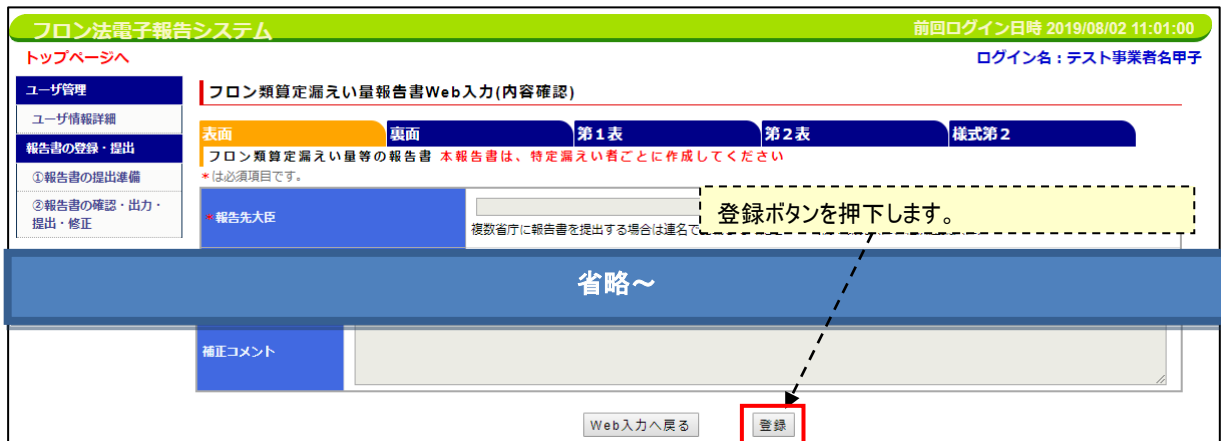 フロン法電子報告システム
前回ログイン日時 2019/08/02 11:01:00
トップページへ
ログイン名:テスト事業者名甲子
ユーザ管理
ユーザ情報詳細
報告書の登録・提出
①報告書の提出準備
②報告書の確認・出力・
提出・修正
フロン類算定漏えい量報告書Web入力(内容確認)
表面 裏面 第1表 第2表 様式第2
フロン類算定漏えい量等の報告書 本報告書は、特定漏えい者ごとに作成してください
*は必須項目です。
*報告先大臣
複数省庁に報告書を提出する場合は連名で
登録ボタンを押下します。
省略~
補正コメント
Web入力へ戻る
登録